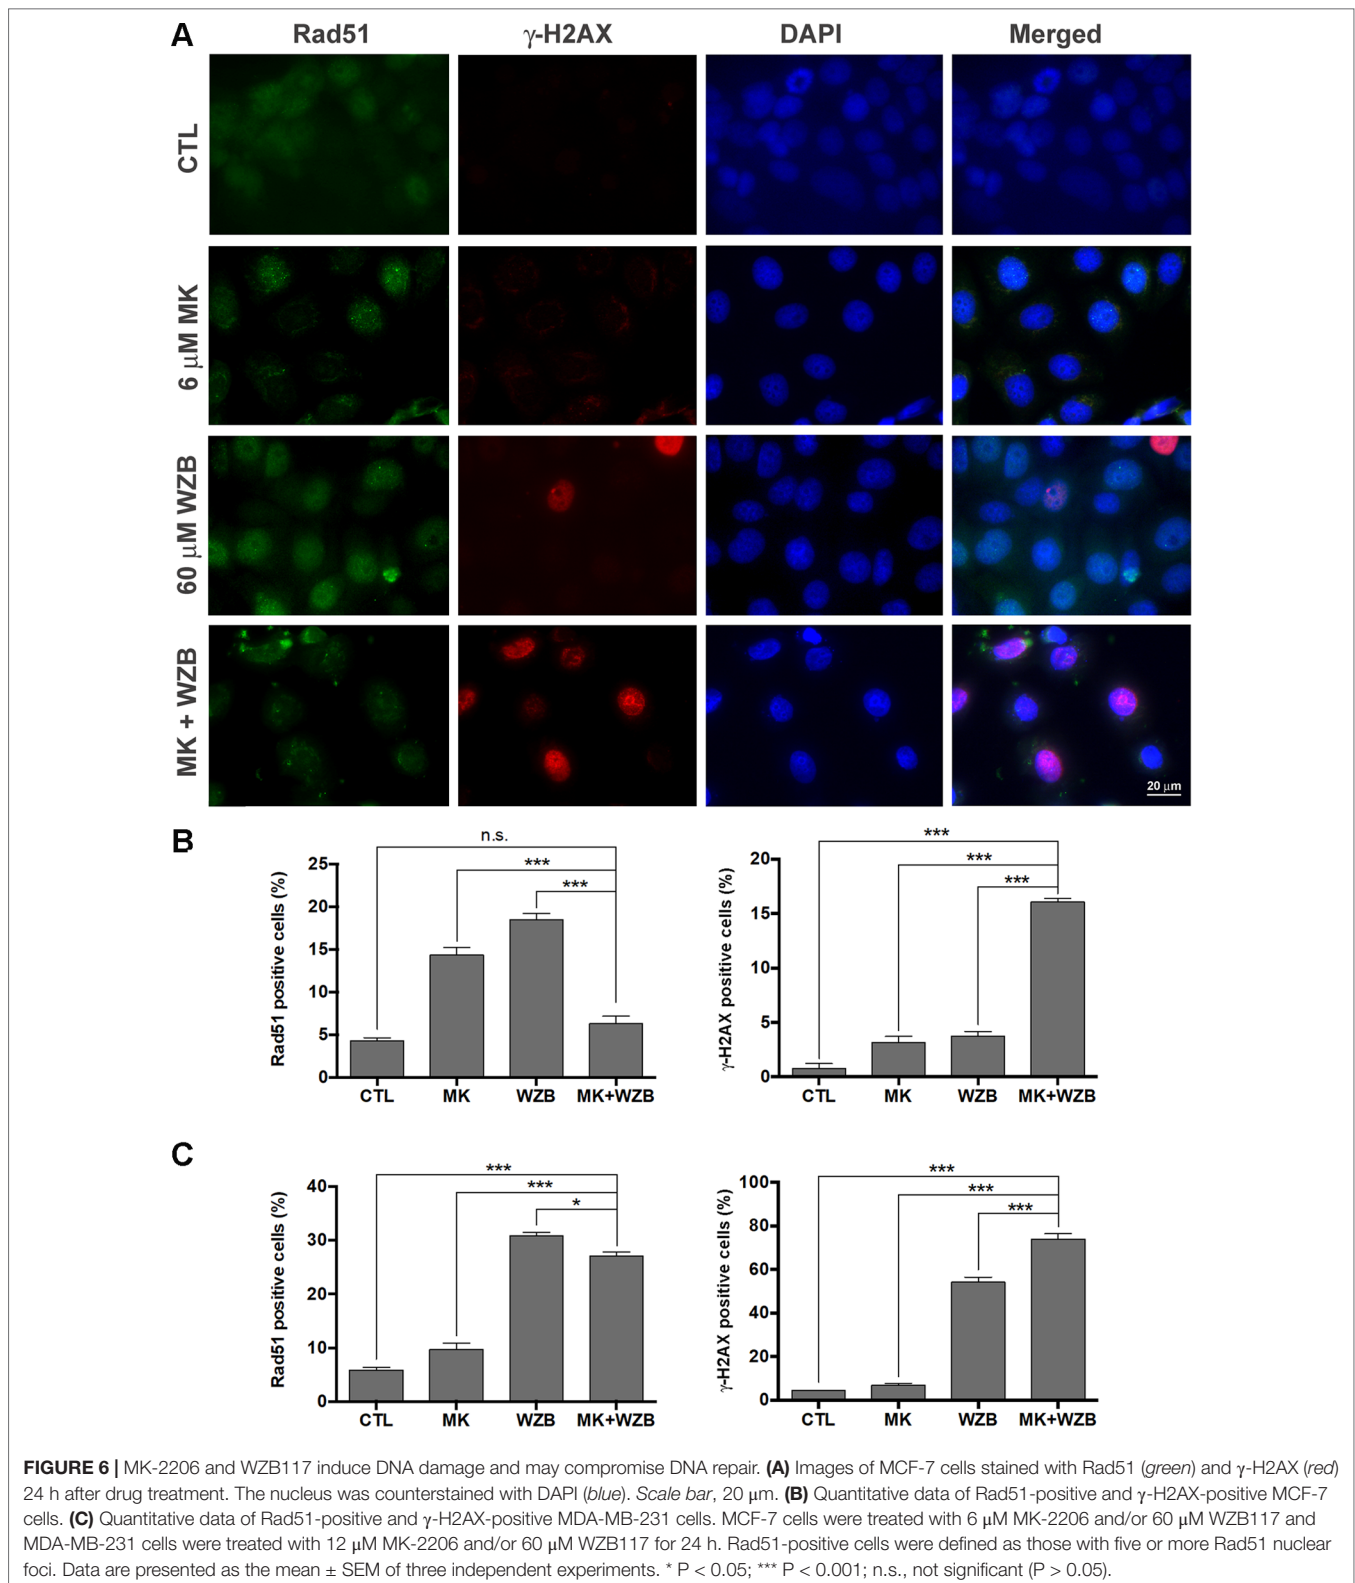 A
Rad51
γ-H2AX
DAPI
Merged
CTL
6 μM MK
60 μM WZB
MK + WZB
20 μm
B
n.s.
***
***
Rad51 positive cells (%)
25
20
15
10
5
0
CTL
MK
WZB
MK+WZB
***
***
***
γ-H2AX positive cells (%)
20
15
10
5
0
CTL
MK
WZB
MK+WZB
C
***
***
*
Rad51 positive cells (%)
40
30
20
10
0
CTL
MK
WZB
MK+WZB
***
***
***
γ-H2AX positive cells (%)
100
80
60
40
20
0
CTL
MK
WZB
MK+WZB
FIGURE 6 | MK-2206 and WZB117 induce DNA damage and may compromise DNA repair. (A) Images of MCF-7 cells stained with Rad51 (green) and γ-H2AX (red)
24 h after drug treatment. The nucleus was counterstained with DAPI (blue). Scale bar, 20 μm. (B) Quantitative data of Rad51-positive and γ-H2AX-positive MCF-7
cells. (C) Quantitative data of Rad51-positive and γ-H2AX-positive MDA-MB-231 cells. MCF-7 cells were treated with 6 μM MK-2206 and/or 60 μM WZB117 and
MDA-MB-231 cells were treated with 12 μM MK-2206 and/or 60 μM WZB117 for 24 h. Rad51-positive cells were defined as those with five or more Rad51 nuclear
foci. Data are presented as the mean ± SEM of three independent experiments. * P < 0.05; *** P < 0.001; n.s., not significant (P > 0.05).